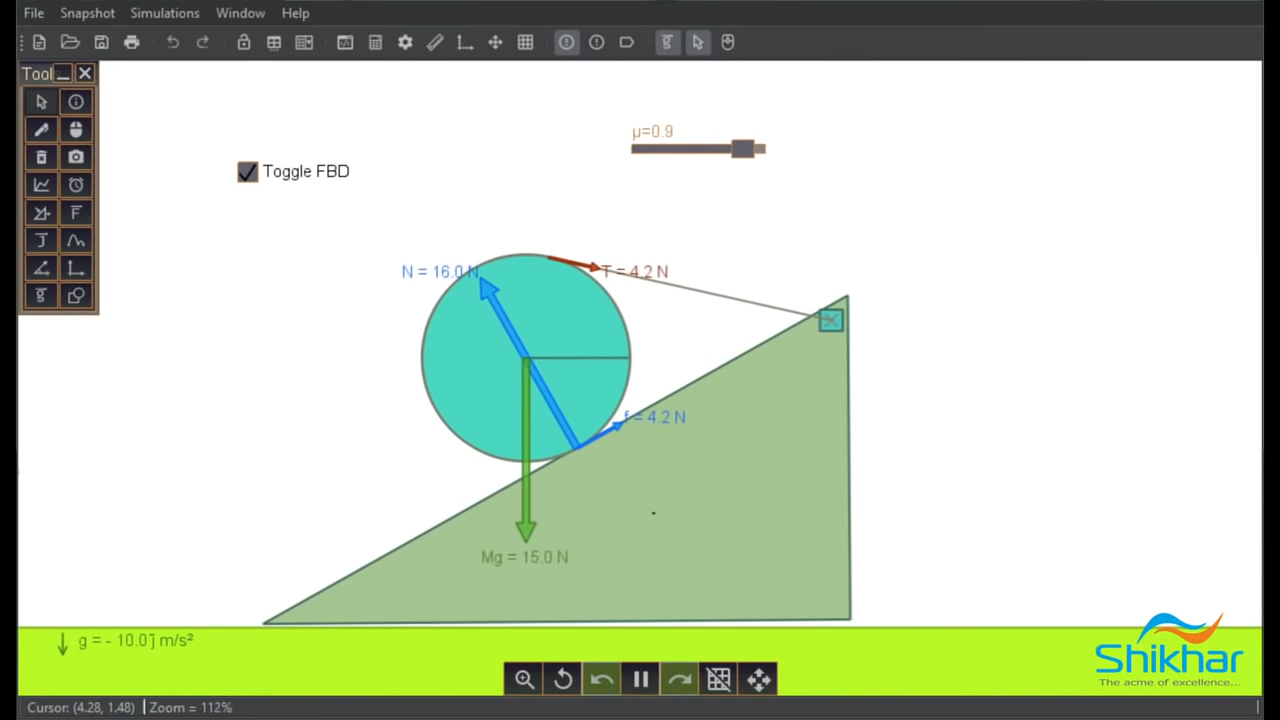 File Snapshot Simulations Window Help
Tool
µ=0.9
Toggle FBD
N = 16.0 N
T = 4.2 N
f = 4.2 N
Mg = 15.0 N
g = - 10.0 ĵ m/s²
Shikhar
The acme of excellence...
Cursor: (4.28, 1.48) Zoom = 112%